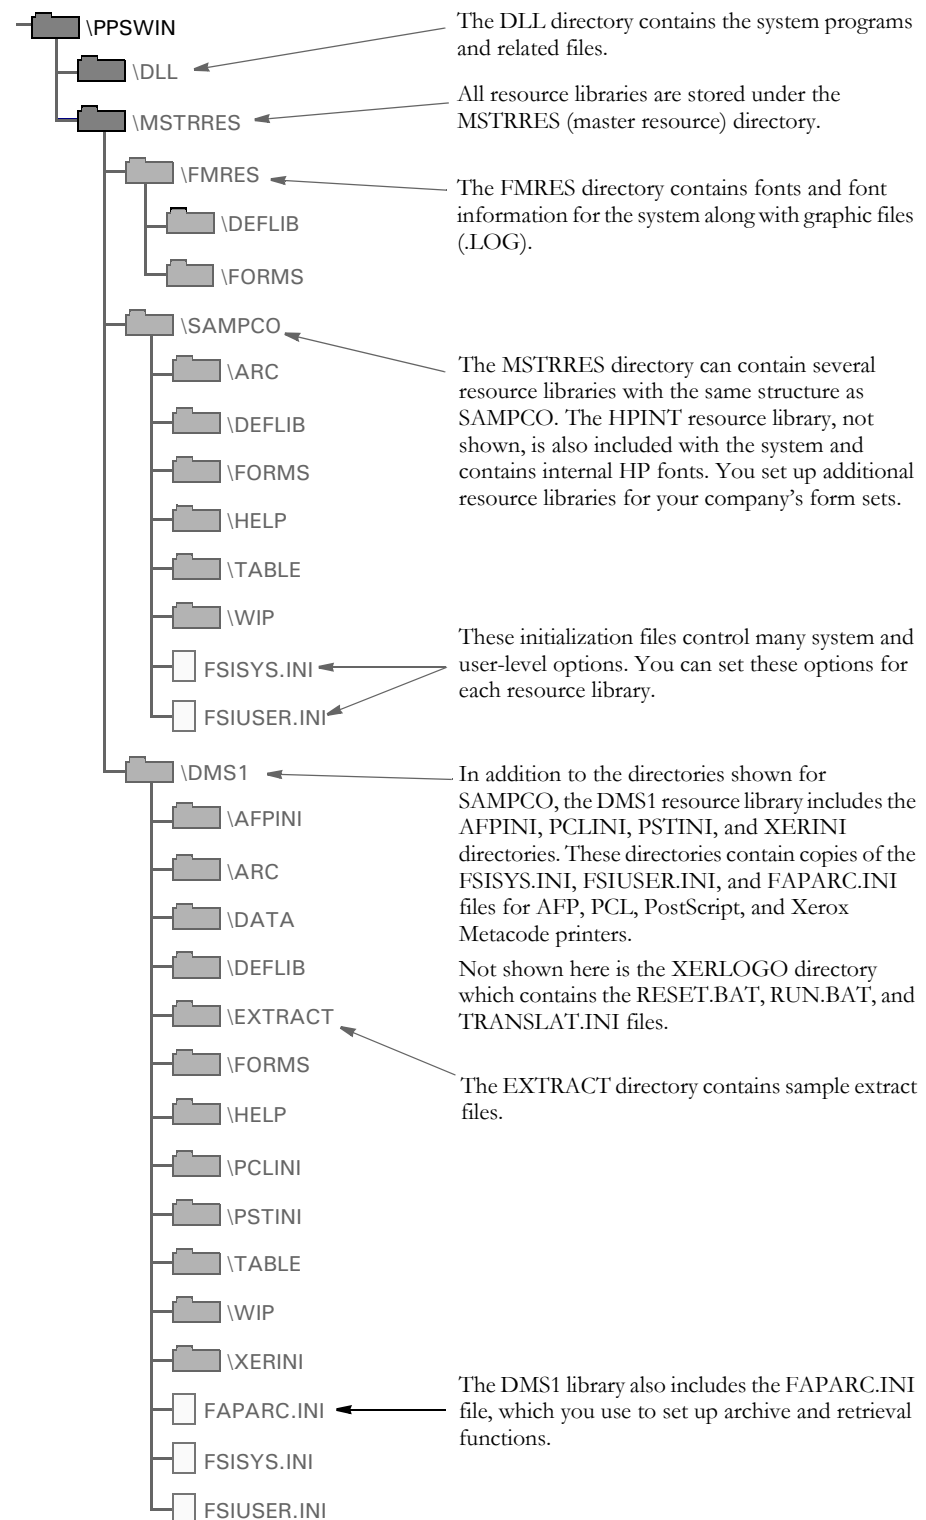 \PPSWIN
The DLL directory contains the system programs
and related files.
\DLL
All resource libraries are stored under the
MSTRRES (master resource) directory.
\MSTRRES
\FMRES
The FMRES directory contains fonts and font
information for the system along with graphic files
(.LOG).
\DEFLIB
\FORMS
\SAMPCO
The MSTRRES directory can contain several
resource libraries with the same structure as
SAMPCO. The HPINT resource library, not
shown, is also included with the system and
contains internal HP fonts. You set up additional
resource libraries for your company’s form sets.
\ARC
\DEFLIB
\FORMS
\HELP
\TABLE
\WIP
These initialization files control many system and
user-level options. You can set these options for
each resource library.
FSISYS.INI
FSIUSER.INI
\DMS1
In addition to the directories shown for
SAMPCO, the DMS1 resource library includes the
AFPINI, PCLINI, PSTINI, and XERINI
directories. These directories contain copies of the
FSISYS.INI, FSIUSER.INI, and FAPARC.INI
files for AFP, PCL, PostScript, and Xerox
Metacode printers.
Not shown here is the XERLOGO directory
which contains the RESET.BAT, RUN.BAT, and
TRANSLAT.INI files.
\AFPINI
\ARC
\DATA
\DEFLIB
\EXTRACT
The EXTRACT directory contains sample extract
files.
\FORMS
\HELP
\PCLINI
\PSTINI
\TABLE
\WIP
\XERINI
The DMS1 library also includes the FAPARC.INI
file, which you use to set up archive and retrieval
functions.
FAPARC.INI
FSISYS.INI
FSIUSER.INI